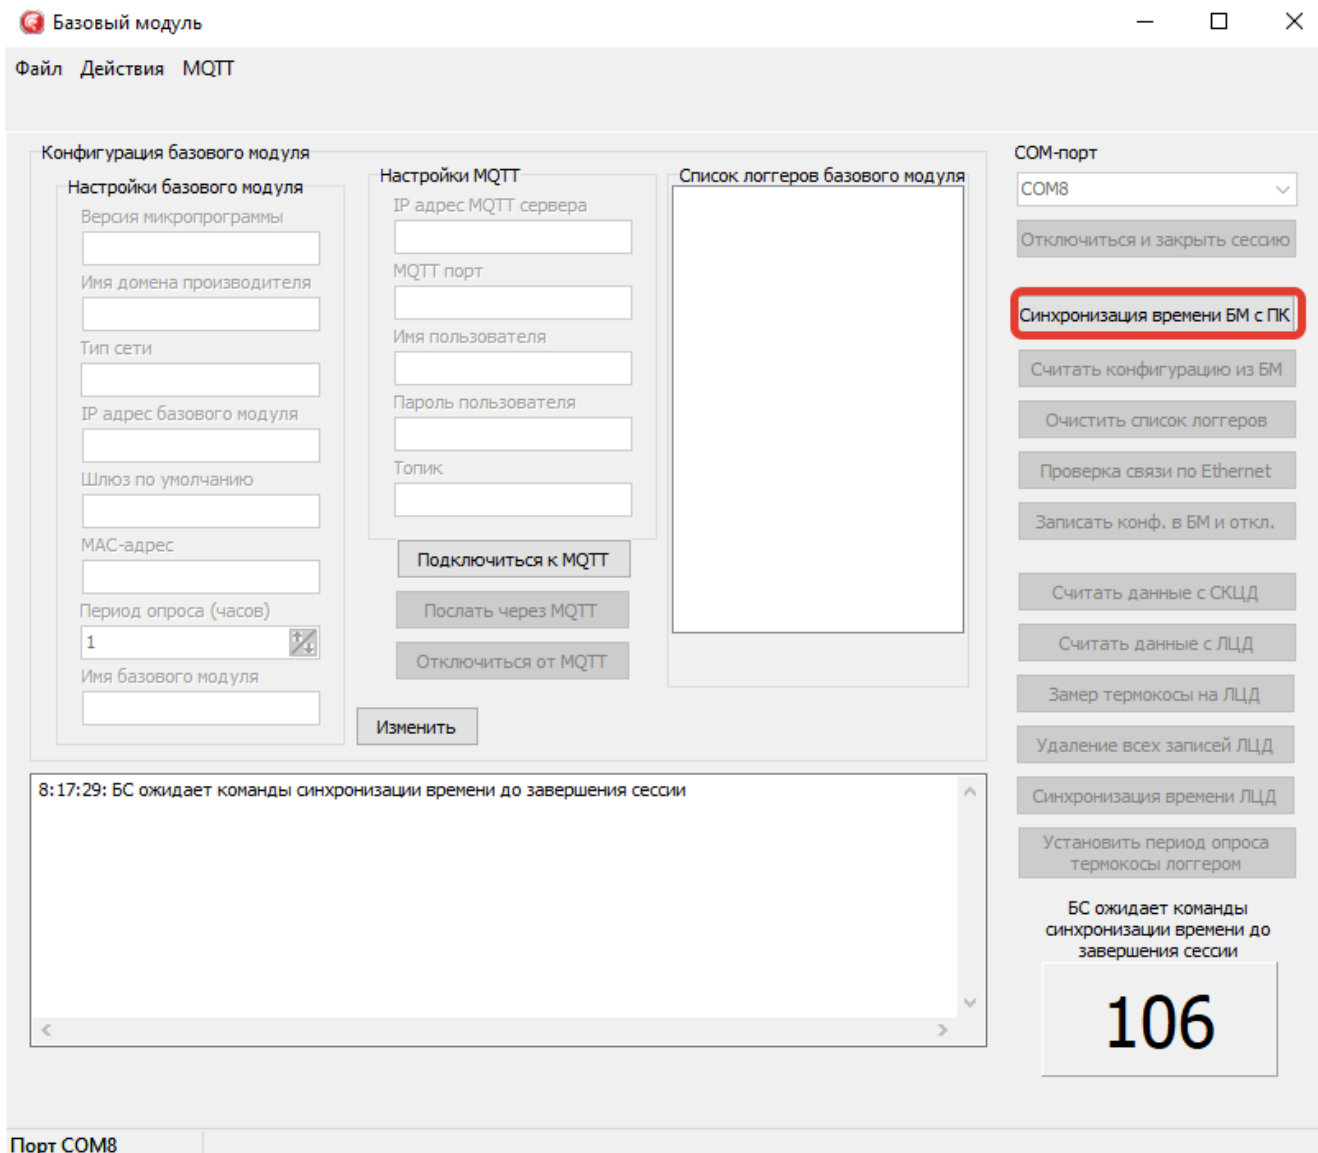 Базовый модуль
Файл Действия MQTT
Конфигурация базового модуля
Настройки базового модуля
Версия микропрограммы
Имя домена производителя
Тип сети
IP адрес базового модуля
Шлюз по умолчанию
MAC-адрес
Период опроса (часов)
1
Имя базового модуля
Настройки MQTT
IP адрес MQTT сервера
MQTT порт
Имя пользователя
Пароль пользователя
Топик
Подключиться к MQTT
Послать через MQTT
Отключиться от MQTT
Изменить
Список логгеров базового модуля
8:17:29: БС ожидает команды синхронизации времени до завершения сессии
COM-порт
COM8
Отключиться и закрыть сессию
Синхронизация времени БМ с ПК
Считать конфигурацию из БМ
Очистить список логгеров
Проверка связи по Ethernet
Записать конф. в БМ и откл.
Считать данные с СКЦД
Считать данные с ЛЦД
Замер термокосы на ЛЦД
Удаление всех записей ЛЦД
Синхронизация времени ЛЦД
Установить период опроса
термокосы логгером
БС ожидает команды
синхронизации времени до
завершения сессии
106
Порт COM8